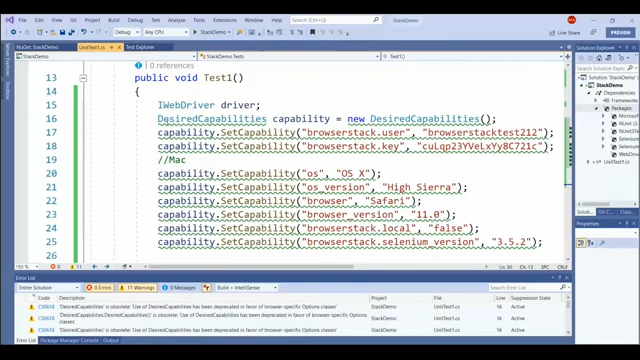 File Edit View Git Project Build Debug Test Analyze Tools Extensions Window Help Search (Ctrl+Q) StackDemo
Debug Any CPU StackDemo Live Share PREVIEW
NuGet: StackDemo UnitTest1.cs Test Explorer Solution Explorer
StackDemo StackDemo.Tests Test1()
0 references
13 public void Test1()
14 {
15 IWebDriver driver;
16 DesiredCapabilities capability = new DesiredCapabilities();
17 capability.SetCapability("browserstack.user", "browserstacktest212");
18 capability.SetCapability("browserstack.key", "cuLqp23YVeLxYy8C721c");
19 //Mac
20 capability.SetCapability("os", "OS X");
21 capability.SetCapability("os_version", "High Sierra");
22 capability.SetCapability("browser", "Safari");
23 capability.SetCapability("browser_version", "11.0");
24 capability.SetCapability("browserstack.local", "false");
25 capability.SetCapability("browserstack.selenium_version", "3.5.2");
26
Solution 'StackDemo'
StackDemo
Dependencies
Packages
UnitTest1.cs
Properties
193 % 0 11 Ln: 30 SPC CRLF
Error List
Entire Solution 0 Errors 11 Warnings 0 Messages Build + IntelliSense
Code Description Project File Line Suppression State
CS0618 'DesiredCapabilities' is obsolete: 'Use of DesiredCapabilities has been deprecated in favor of browser-specific Options classes' StackDemo UnitTest1.cs 16 Active
CS0618 'DesiredCapabilities.DesiredCapabilities()' is obsolete: 'Use of DesiredCapabilities has been deprecated in favor of browser-specific Options classes' StackDemo UnitTest1.cs 16 Active
CS0618 'DesiredCapabilities' is obsolete: 'Use of DesiredCapabilities has been deprecated in favor of browser-specific Options StackDemo UnitTest1.cs 16 Active
Error List Package Manager Console Output